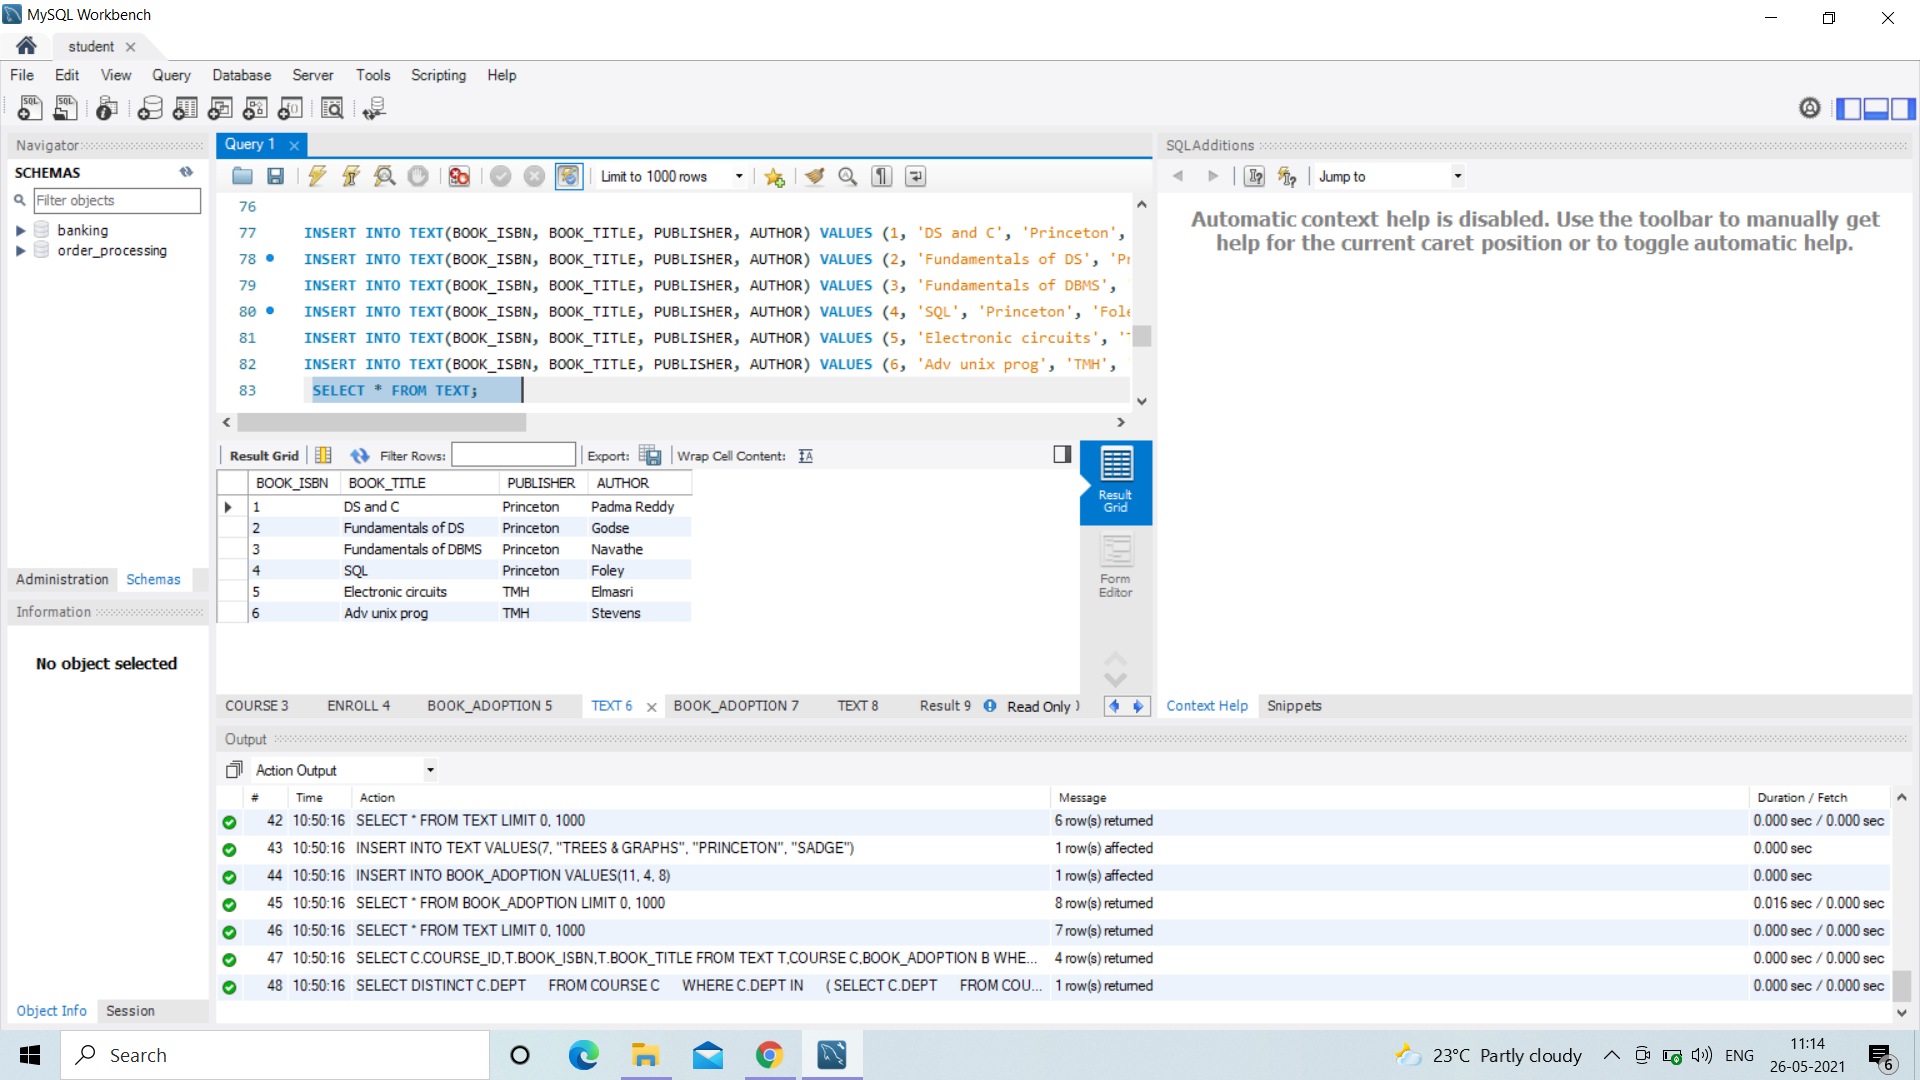 MySQL Workbench
student
File Edit View Query Database Server Tools Scripting Help
Navigator
SCHEMAS
Filter objects
banking
order_processing
Administration Schemas
Information
No object selected
Object Info Session
Query 1
Limit to 1000 rows
76
77 INSERT INTO TEXT(BOOK_ISBN, BOOK_TITLE, PUBLISHER, AUTHOR) VALUES (1, 'DS and C', 'Princeton',
78 INSERT INTO TEXT(BOOK_ISBN, BOOK_TITLE, PUBLISHER, AUTHOR) VALUES (2, 'Fundamentals of DS', 'Pr
79 INSERT INTO TEXT(BOOK_ISBN, BOOK_TITLE, PUBLISHER, AUTHOR) VALUES (3, 'Fundamentals of DBMS',
80 INSERT INTO TEXT(BOOK_ISBN, BOOK_TITLE, PUBLISHER, AUTHOR) VALUES (4, 'SQL', 'Princeton', 'Fole
81 INSERT INTO TEXT(BOOK_ISBN, BOOK_TITLE, PUBLISHER, AUTHOR) VALUES (5, 'Electronic circuits', 'T
82 INSERT INTO TEXT(BOOK_ISBN, BOOK_TITLE, PUBLISHER, AUTHOR) VALUES (6, 'Adv unix prog', 'TMH',
83 SELECT * FROM TEXT;
Result Grid Filter Rows: Export: Wrap Cell Content:
BOOK_ISBN BOOK_TITLE PUBLISHER AUTHOR
1 DS and C Princeton Padma Reddy
2 Fundamentals of DS Princeton Godse
3 Fundamentals of DBMS Princeton Navathe
4 SQL Princeton Foley
5 Electronic circuits TMH Elmasri
6 Adv unix prog TMH Stevens
Result
Grid
Form
Editor
COURSE 3 ENROLL 4 BOOK_ADOPTION 5 TEXT 6 BOOK_ADOPTION 7 TEXT 8 Result 9 Read Only
SQLAdditions
Jump to
Automatic context help is disabled. Use the toolbar to manually get
help for the current caret position or to toggle automatic help.
Context Help Snippets
Output
Action Output
# Time Action Message Duration / Fetch
42 10:50:16 SELECT * FROM TEXT LIMIT 0, 1000 6 row(s) returned 0.000 sec / 0.000 sec
43 10:50:16 INSERT INTO TEXT VALUES(7, "TREES & GRAPHS", "PRINCETON", "SADGE") 1 row(s) affected 0.000 sec
44 10:50:16 INSERT INTO BOOK_ADOPTION VALUES(11, 4, 8) 1 row(s) affected 0.000 sec
45 10:50:16 SELECT * FROM BOOK_ADOPTION LIMIT 0, 1000 8 row(s) returned 0.016 sec / 0.000 sec
46 10:50:16 SELECT * FROM TEXT LIMIT 0, 1000 7 row(s) returned 0.000 sec / 0.000 sec
47 10:50:16 SELECT C.COURSE_ID,T.BOOK_ISBN,T.BOOK_TITLE FROM TEXT T,COURSE C,BOOK_ADOPTION B WHE... 4 row(s) returned 0.000 sec / 0.000 sec
48 10:50:16 SELECT DISTINCT C.DEPT FROM COURSE C WHERE C.DEPT IN ( SELECT C.DEPT FROM COU... 1 row(s) returned 0.000 sec / 0.000 sec
Search
23°C Partly cloudy
ENG
11:14
26-05-2021
6